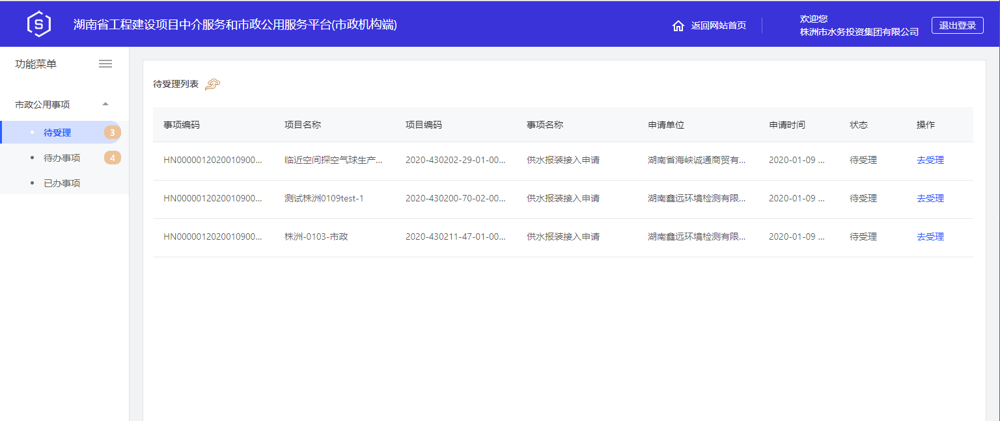 湖南省工程建设项目中介服务和市政公用服务平台(市政机构端)
返回网站首页
欢迎您
株洲市水务投资集团有限公司
退出登录
功能菜单
市政公用事项
待受理 3
待办事项 4
已办事项
待受理列表
事项编码 项目名称 项目编码 事项名称 申请单位 申请时间 状态 操作
HN0000012020010900... 临近空间探空气球生产... 2020-430202-29-01-00... 供水报装接入申请 湖南省海峡诚通商贸有... 2020-01-09 ... 待受理 去受理
HN0000012020010900... 测试株洲0109test-1 2020-430200-70-02-00... 供水报装接入申请 湖南鑫远环境检测有限... 2020-01-09 ... 待受理 去受理
HN0000012020010900... 株洲-0103-市政 2020-430211-47-01-00... 供水报装接入申请 湖南鑫远环境检测有限... 2020-01-09 ... 待受理 去受理